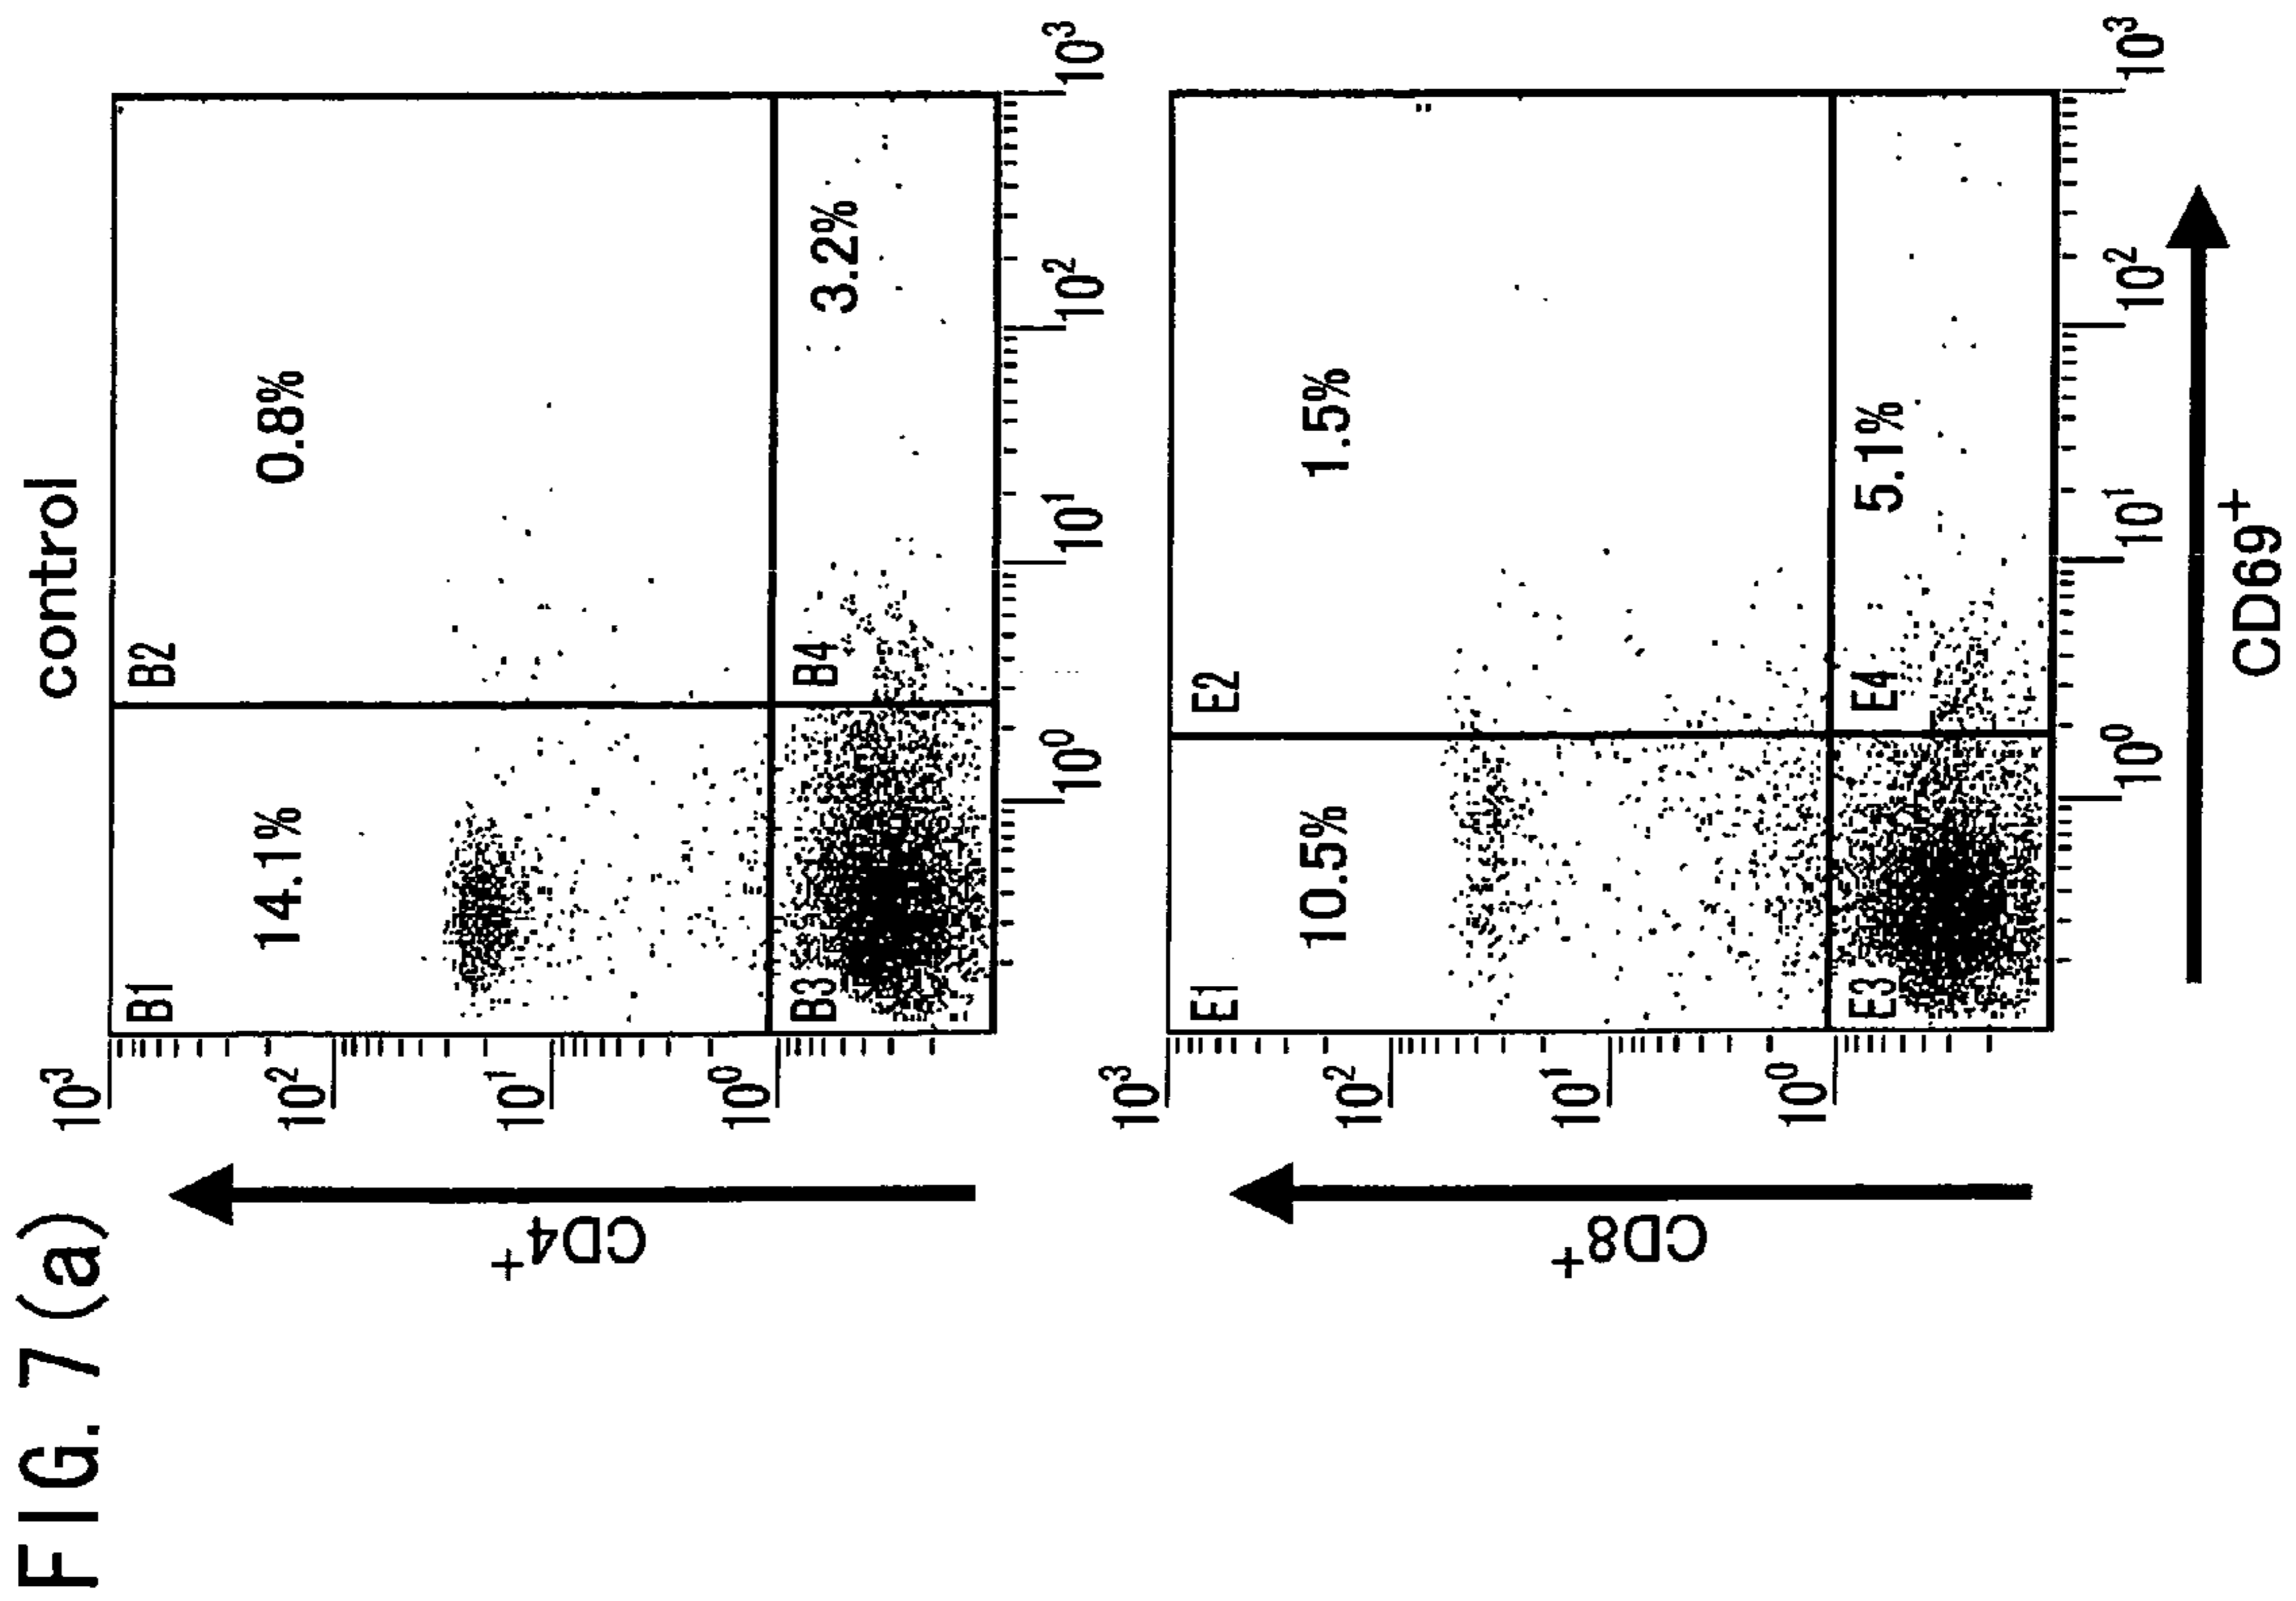 FIG. 7(a)
control
CD4+
10³
10²
10¹
10⁰
B1
14.1%
B2
0.8%
B3
B4
3.2%
10⁰
10¹
10²
10³
CD8+
10³
10²
10¹
10⁰
E1
10.5%
E2
1.5%
E3
E4
5.1%
10⁰
10¹
10²
10³
CD69+